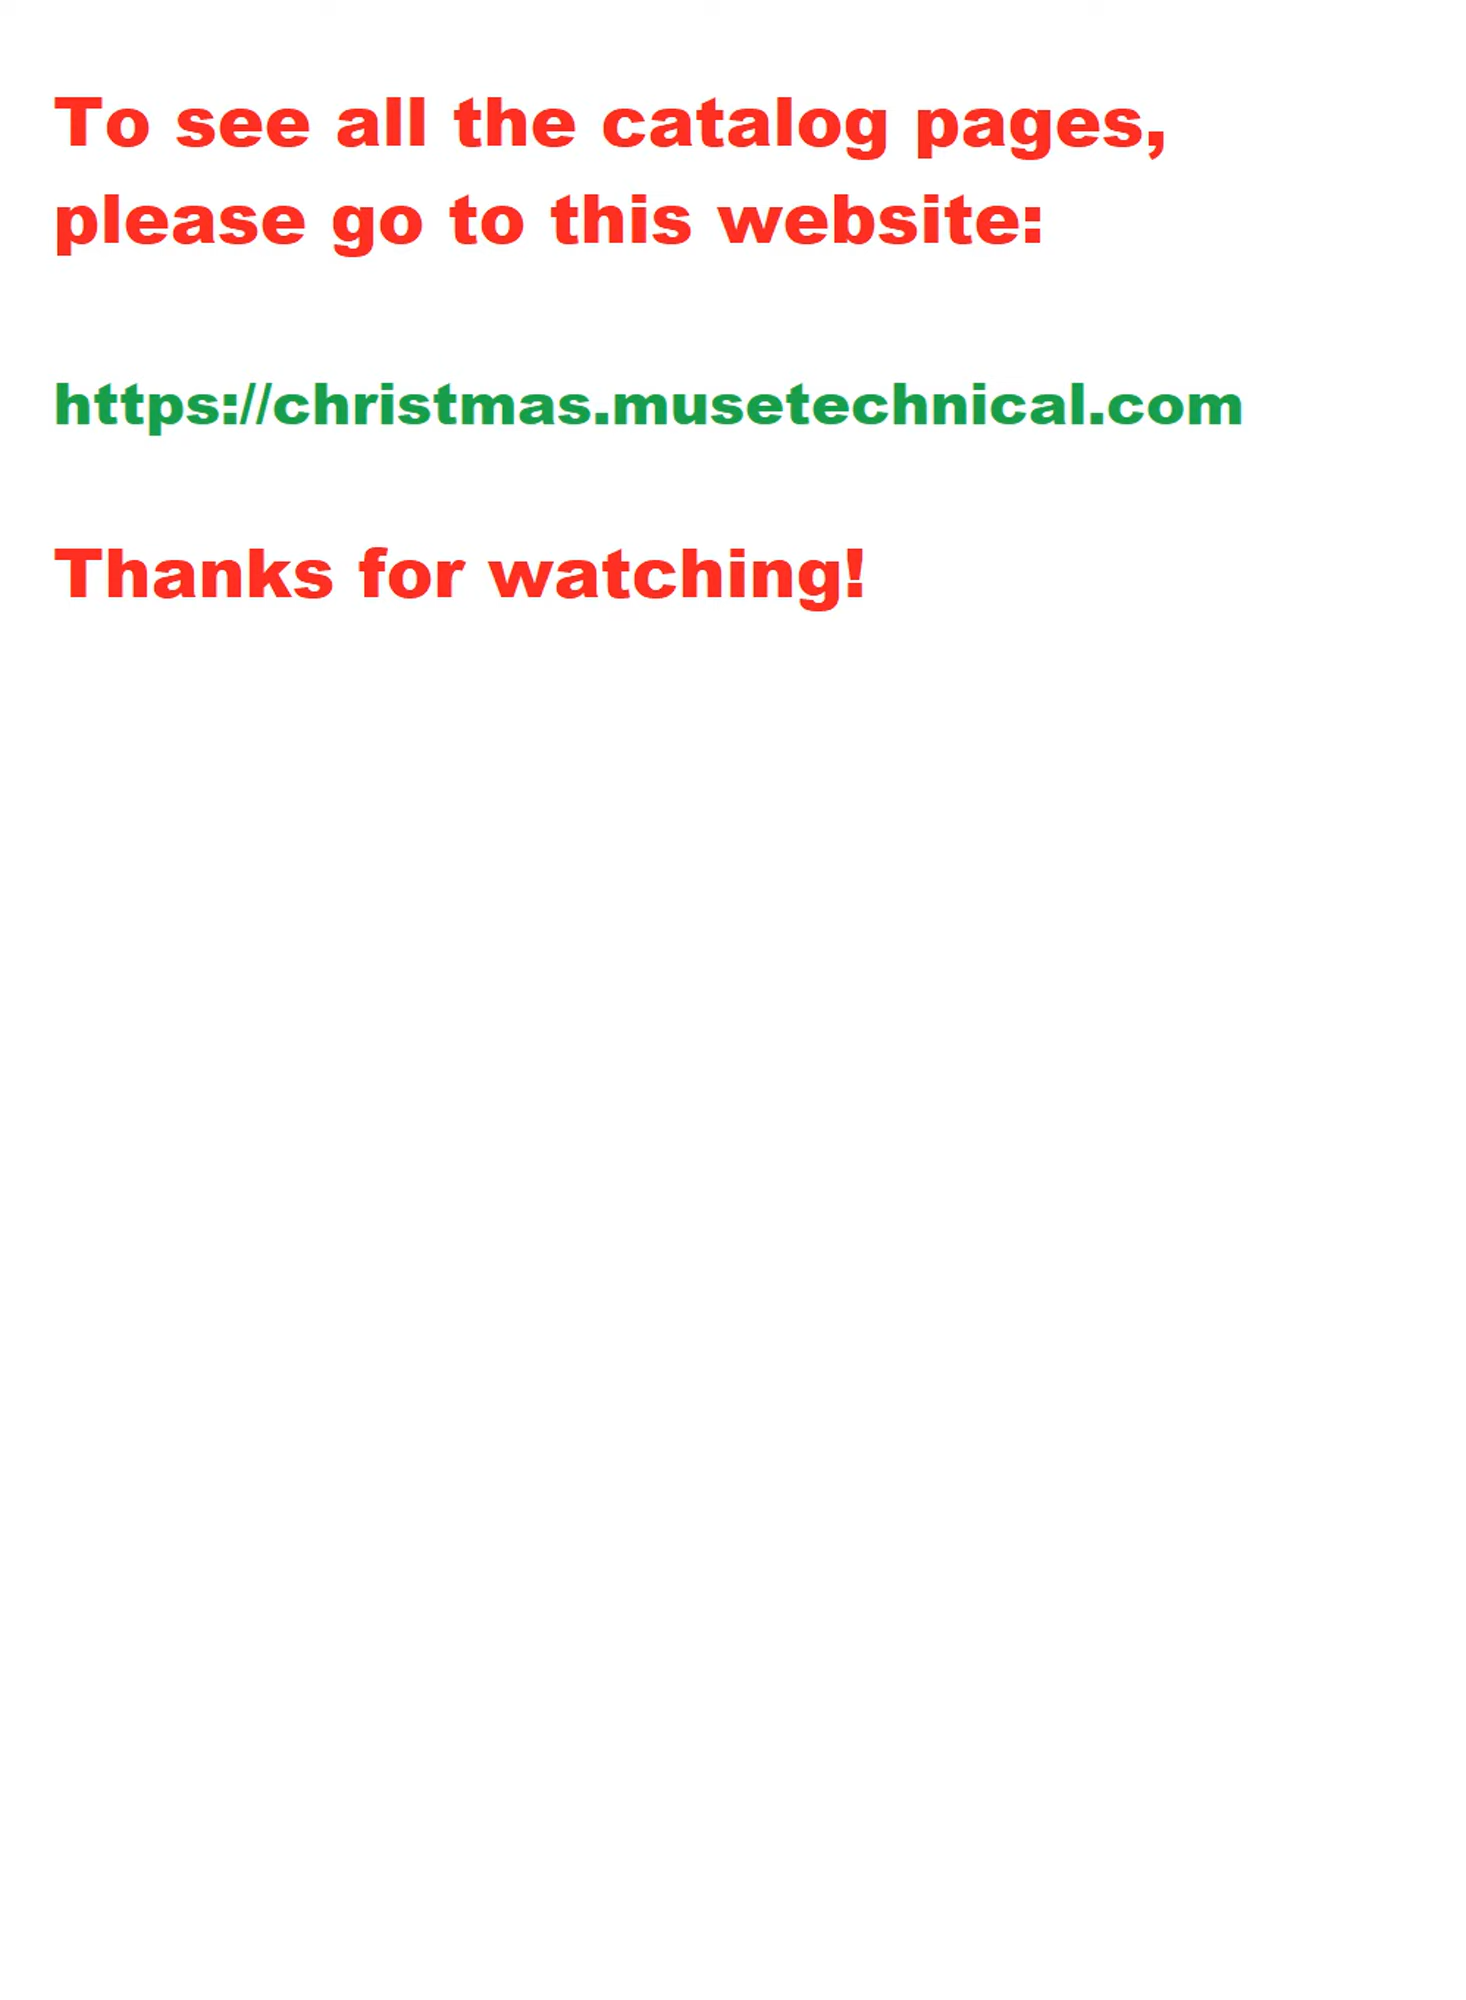 To see all the catalog pages,
please go to this website:
https://christmas.musetechnical.com
Thanks for watching!